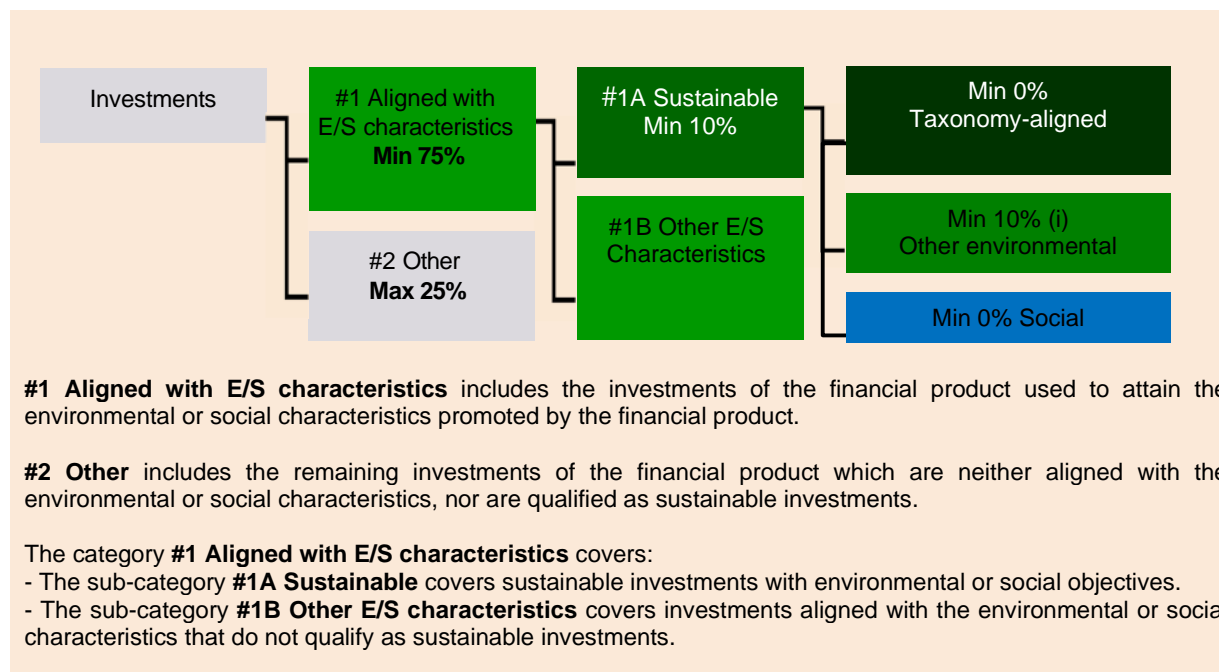 Investments
#1 Aligned with
E/S characteristics
Min 75%
#2 Other
Max 25%
#1A Sustainable
Min 10%
#1B Other E/S
Characteristics
Min 0%
Taxonomy-aligned
Min 10% (i)
Other environmental
Min 0% Social
#1 Aligned with E/S characteristics includes the investments of the financial product used to attain the
environmental or social characteristics promoted by the financial product.
#2 Other includes the remaining investments of the financial product which are neither aligned with the
environmental or social characteristics, nor are qualified as sustainable investments.
The category #1 Aligned with E/S characteristics covers:
- The sub-category #1A Sustainable covers sustainable investments with environmental or social objectives.
- The sub-category #1B Other E/S characteristics covers investments aligned with the environmental or social
characteristics that do not qualify as sustainable investments.